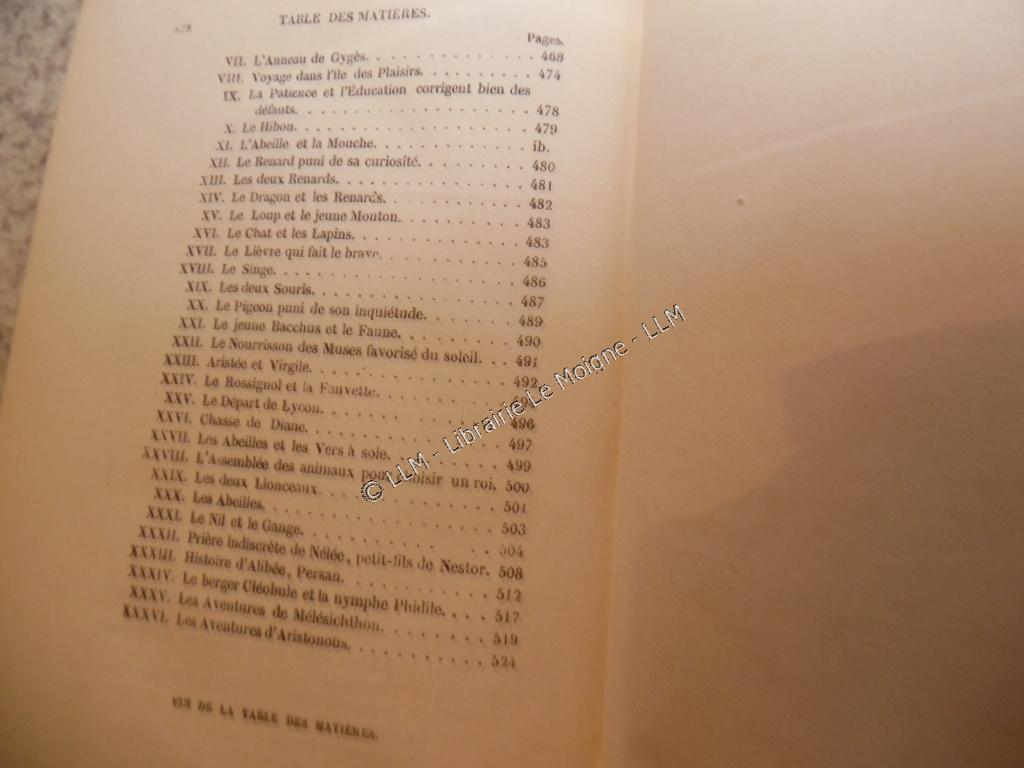 TABLE DES MATIÈRES.
Pages.
VII. L'Anneau de Gygès. 468
VIII. Voyage dans l'île des Plaisirs. 474
IX. La Patience et l'Éducation corrigent bien des
défauts. 478
X. Le Hibou. 479
XI. L'Abeille et la Mouche. ib.
XII. Le Renard puni de sa curiosité. 480
XIII. Les deux Renards. 481
XIV. Le Dragon et les Renards. 482
XV. Le Loup et le jeune Mouton. 483
XVI. Le Chat et les Lapins. 483
XVII. Le Lièvre qui fait le brave. 485
XVIII. Le Singe. 486
XIX. Les deux Souris. 487
XX. Le Pigeon puni de son inquiétude. 489
XXI. Le jeune Bacchus et le Faune. 490
XXII. Le Nourrisson des Muses favorisé du soleil. 491
XXIII. Aristée et Virgile. 492
XXIV. Le Rossignol et la Fauvette.
XXV. Le Départ de Lycon. 496
XXVI. Chasse de Diane. 497
XXVII. Les Abeilles et les Vers à soie. 499
XXVIII. L'Assemblée des animaux pour choisir un roi. 500
XXIX. Les deux Lionceaux. 501
XXX. Les Abeilles. 503
XXXI. Le Nil et le Gange. 504
XXXII. Prière indiscrète de Nélée, petit-fils de Nestor. 508
XXXIII. Histoire d'Alibée, Persan. 512
XXXIV. Le berger Cléobule et la nymphe Phidile. 517
XXXV. Les Aventures de Mélésichthon. 519
XXXVI. Les Aventures d'Aristonoüs. 524
FIN DE LA TABLE DES MATIÈRES.
© LLM - Librairie Le Moigne - LLM